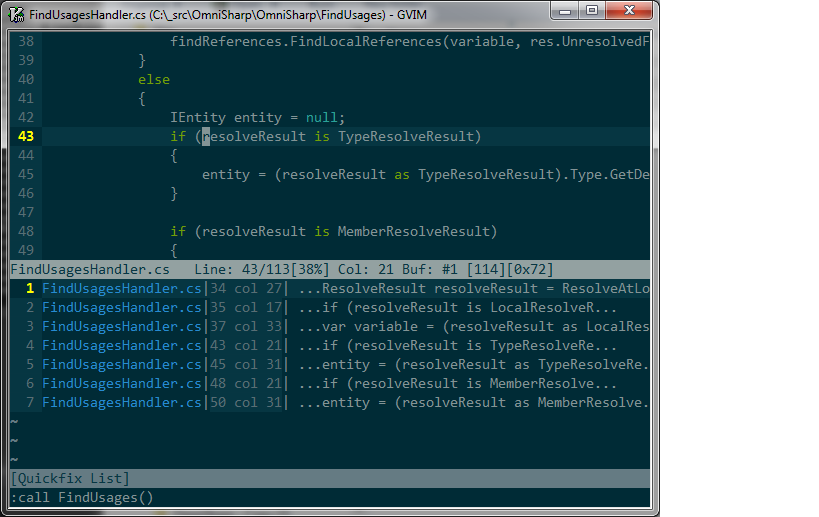 FindUsagesHandler.cs (C:\_src\OmniSharp\OmniSharp\FindUsages) - GVIM
38 findReferences.FindLocalReferences(variable, res.UnresolvedF
39 }
40 else
41 {
42 IEntity entity = null;
43 if (resolveResult is TypeResolveResult)
44 {
45 entity = (resolveResult as TypeResolveResult).Type.GetDe
46 }
47
48 if (resolveResult is MemberResolveResult)
49 {
FindUsagesHandler.cs Line: 43/113[38%] Col: 21 Buf: #1 [114][0x72]
1 FindUsagesHandler.cs|34 col 27| ...ResolveResult resolveResult = ResolveAtLo
2 FindUsagesHandler.cs|35 col 17| ...if (resolveResult is LocalResolveR...
3 FindUsagesHandler.cs|37 col 33| ...var variable = (resolveResult as LocalRes
4 FindUsagesHandler.cs|43 col 21| ...if (resolveResult is TypeResolveRe...
5 FindUsagesHandler.cs|45 col 31| ...entity = (resolveResult as TypeResolveRe.
6 FindUsagesHandler.cs|48 col 21| ...if (resolveResult is MemberResolve...
7 FindUsagesHandler.cs|50 col 31| ...entity = (resolveResult as MemberResolve.
~
~
~
[Quickfix List]
:call FindUsages()